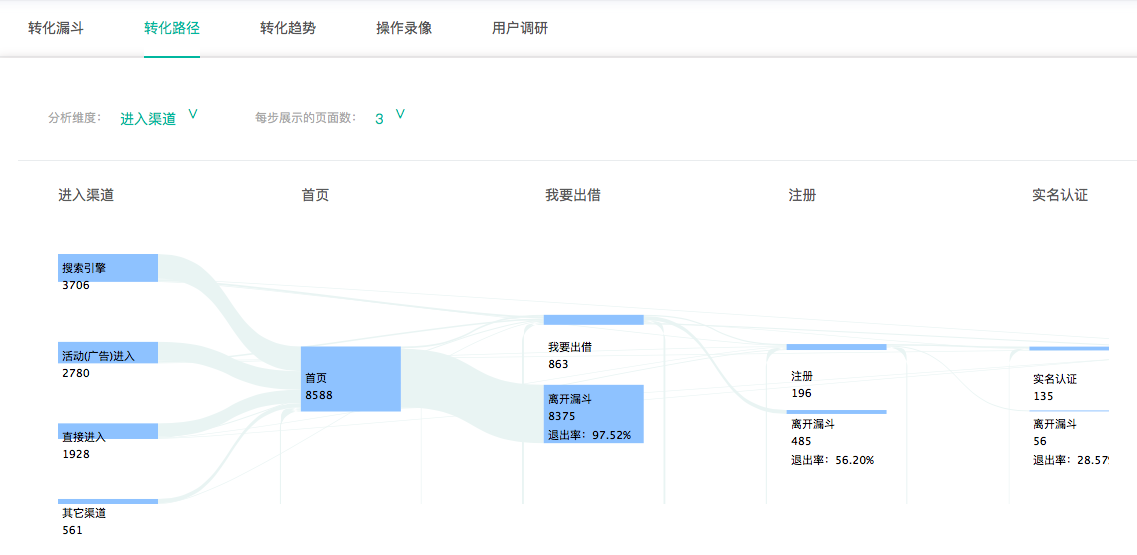 转化漏斗 转化路径 转化趋势 操作录像 用户调研
分析维度： 进入渠道 每步展示的页面数： 3
进入渠道 首页 我要出借 注册 实名认证
搜索引擎
3706
活动(广告)进入
2780
直接进入
1928
其它渠道
561
首页
8588
我要出借
863
离开漏斗
8375
退出率：97.52%
注册
196
离开漏斗
485
退出率：56.20%
实名认证
135
离开漏斗
56
退出率：28.57%